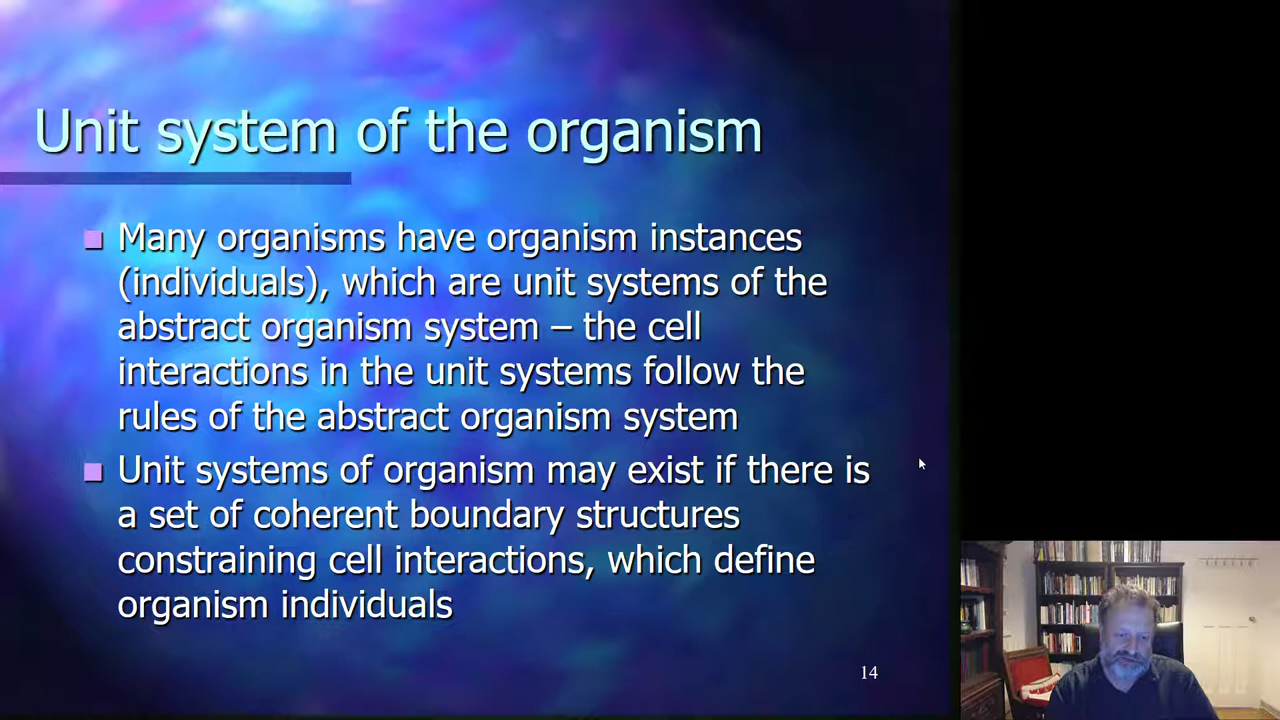 Unit system of the organism
Many organisms have organism instances
(individuals), which are unit systems of the
abstract organism system – the cell
interactions in the unit systems follow the
rules of the abstract organism system
Unit systems of organism may exist if there is
a set of coherent boundary structures
constraining cell interactions, which define
organism individuals
14